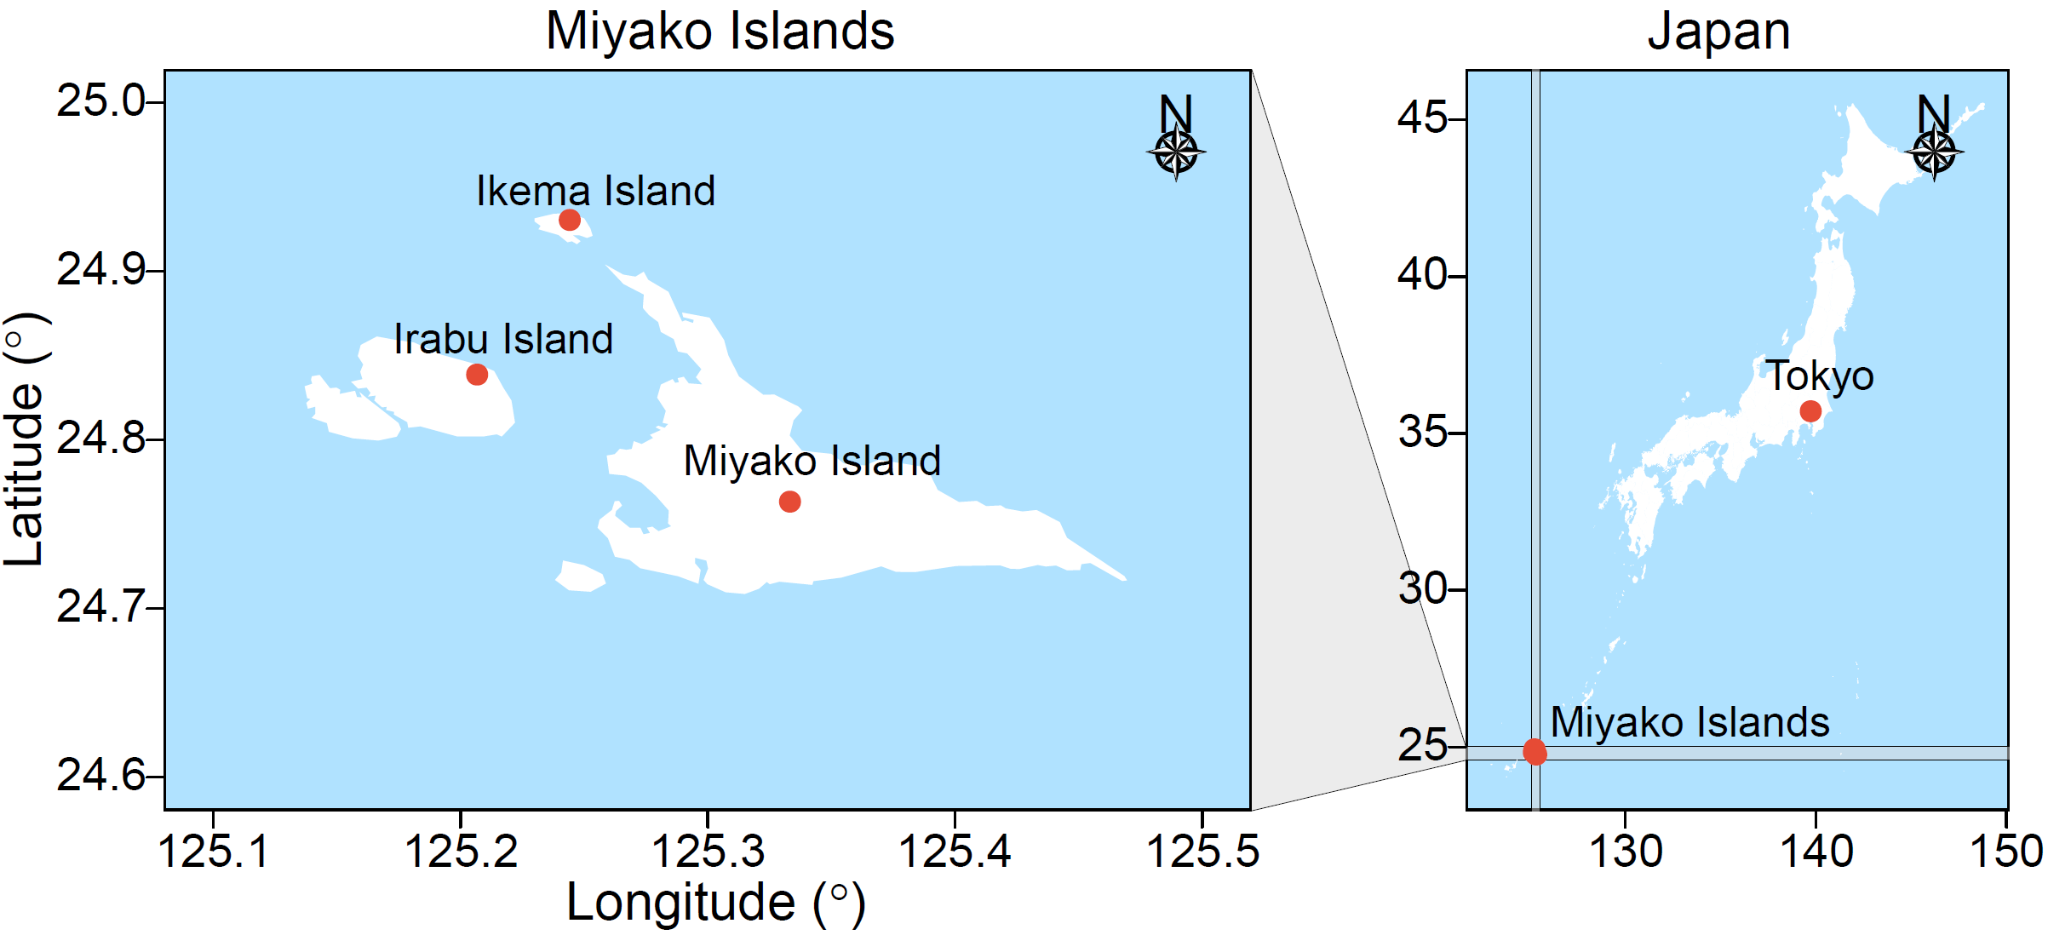 Miyako Islands
25.0
24.9
24.8
24.7
24.6
Latitude (°)
N
Ikema Island
Irabu Island
Miyako Island
125.1
125.2
125.3
125.4
125.5
Longitude (°)
Japan
45
40
35
30
25
N
Tokyo
Miyako Islands
130
140
150